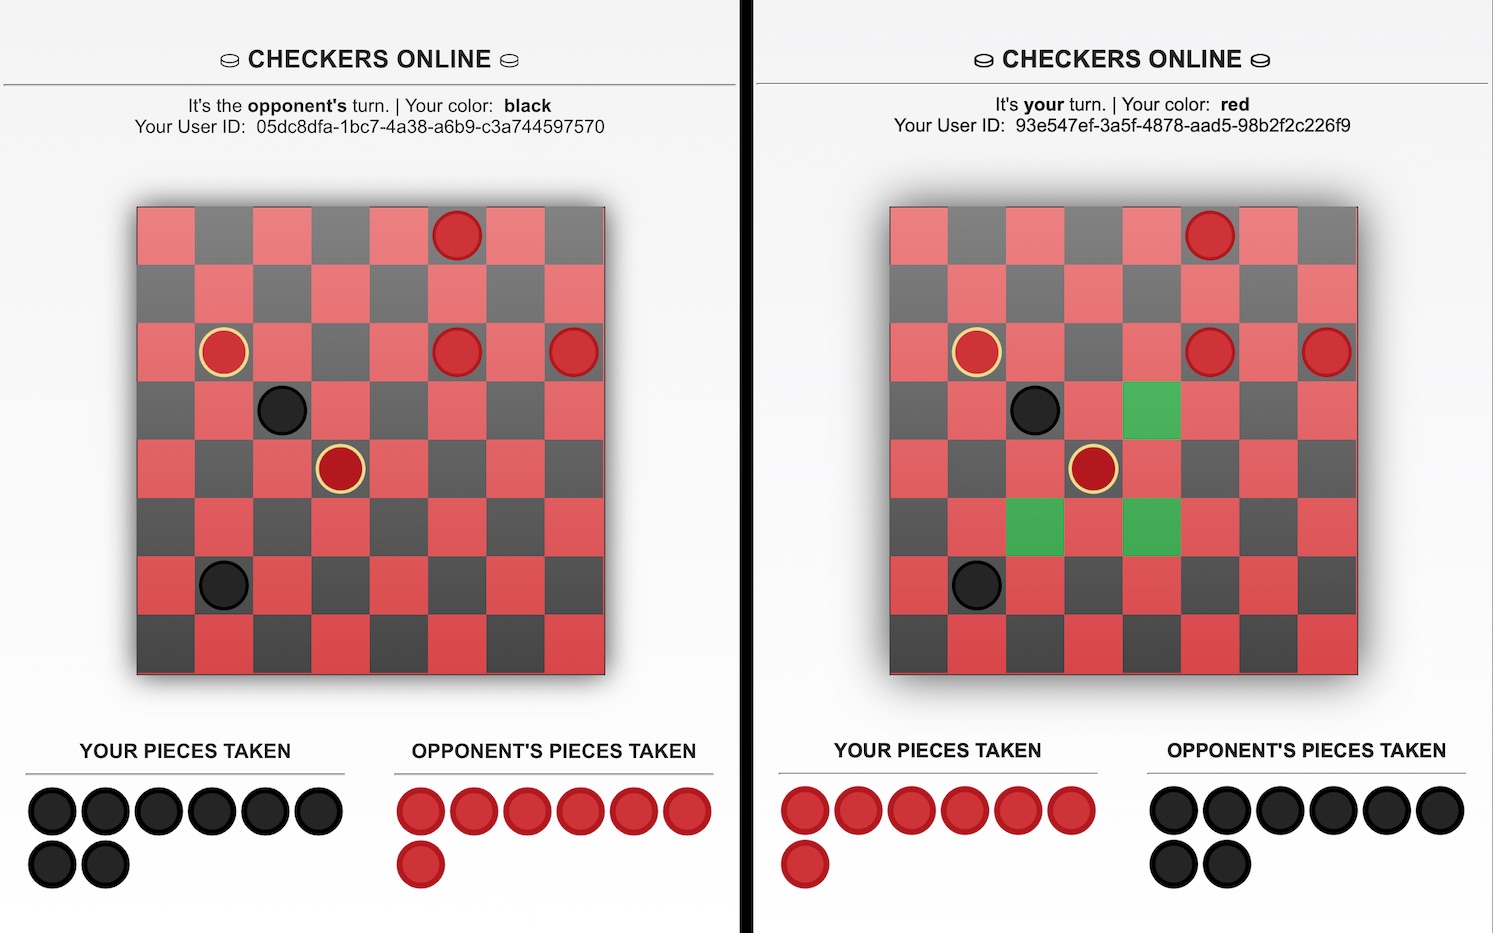 CHECKERS ONLINE
It's the opponent's turn. | Your color: black
Your User ID: 05dc8dfa-1bc7-4a38-a6b9-c3a744597570
YOUR PIECES TAKEN
OPPONENT'S PIECES TAKEN
CHECKERS ONLINE
It's your turn. | Your color: red
Your User ID: 93e547ef-3a5f-4878-aad5-98b2f2c226f9
YOUR PIECES TAKEN
OPPONENT'S PIECES TAKEN